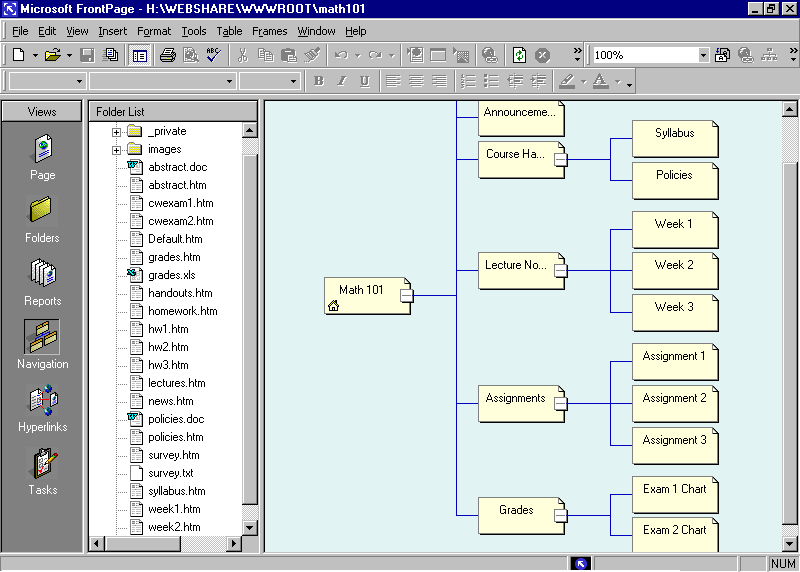 Microsoft FrontPage - H:\WEBSHARE\WWWROOT\math101
File Edit View Insert Format Tools Table Frames Window Help
100%
B I U A
Views
Page
Folders
Reports
Navigation
Hyperlinks
Tasks
Folder List
_private
images
abstract.doc
abstract.htm
cwexam1.htm
cwexam2.htm
Default.htm
grades.htm
grades.xls
handouts.htm
homework.htm
hw1.htm
hw2.htm
hw3.htm
lectures.htm
news.htm
policies.doc
policies.htm
survey.htm
survey.txt
syllabus.htm
week1.htm
week2.htm
Math 101
Announceme...
Course Ha...
Syllabus
Policies
Lecture No...
Week 1
Week 2
Week 3
Assignments
Assignment 1
Assignment 2
Assignment 3
Grades
Exam 1 Chart
Exam 2 Chart
NUM